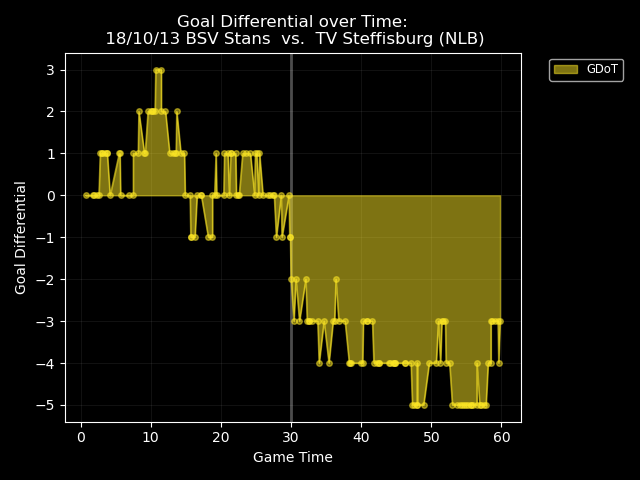 Goal Differential over Time:
18/10/13 BSV Stans  vs.  TV Steffisburg (NLB)
GDoT
Goal Differential
3
2
1
0
−1
−2
−3
−4
−5
0 10 20 30 40 50 60
Game Time